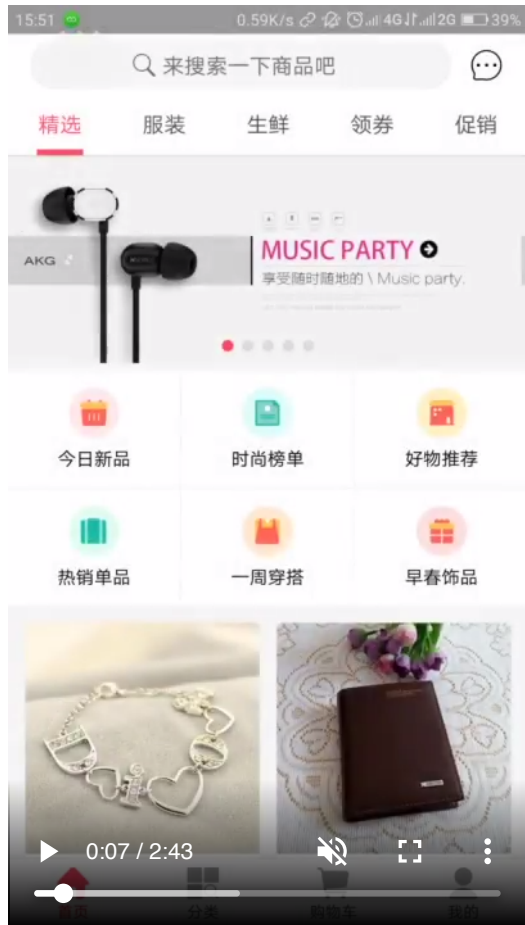 15:51 0.59K/s 4G 2G 39%
来搜索一下商品吧
精选 服装 生鲜 领券 促销
AKG
MUSIC PARTY
享受随时随地的 \ Music party.
今日新品 时尚榜单 好物推荐
热销单品 一周穿搭 早春饰品
0:07 / 2:43
首页 分类 购物车 我的